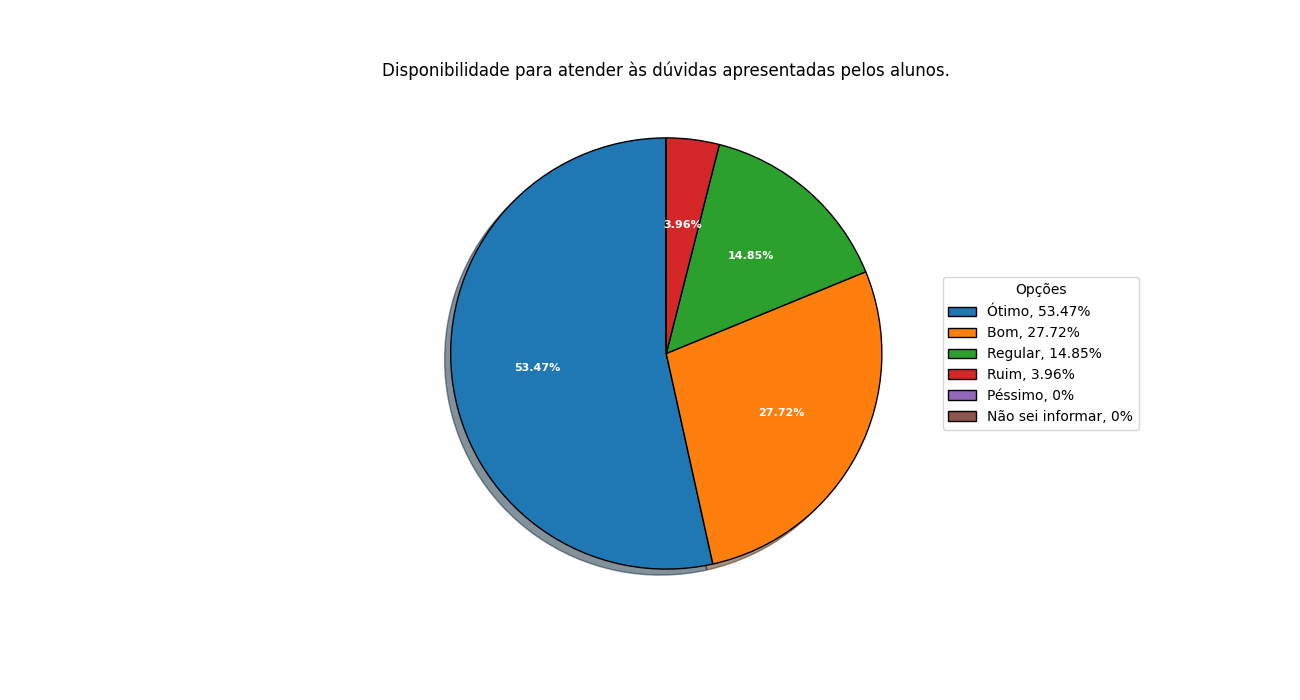 Disponibilidade para atender às dúvidas apresentadas pelos alunos.
3.96%
14.85%
53.47%
27.72%
Opções
Ótimo, 53.47%
Bom, 27.72%
Regular, 14.85%
Ruim, 3.96%
Péssimo, 0%
Não sei informar, 0%